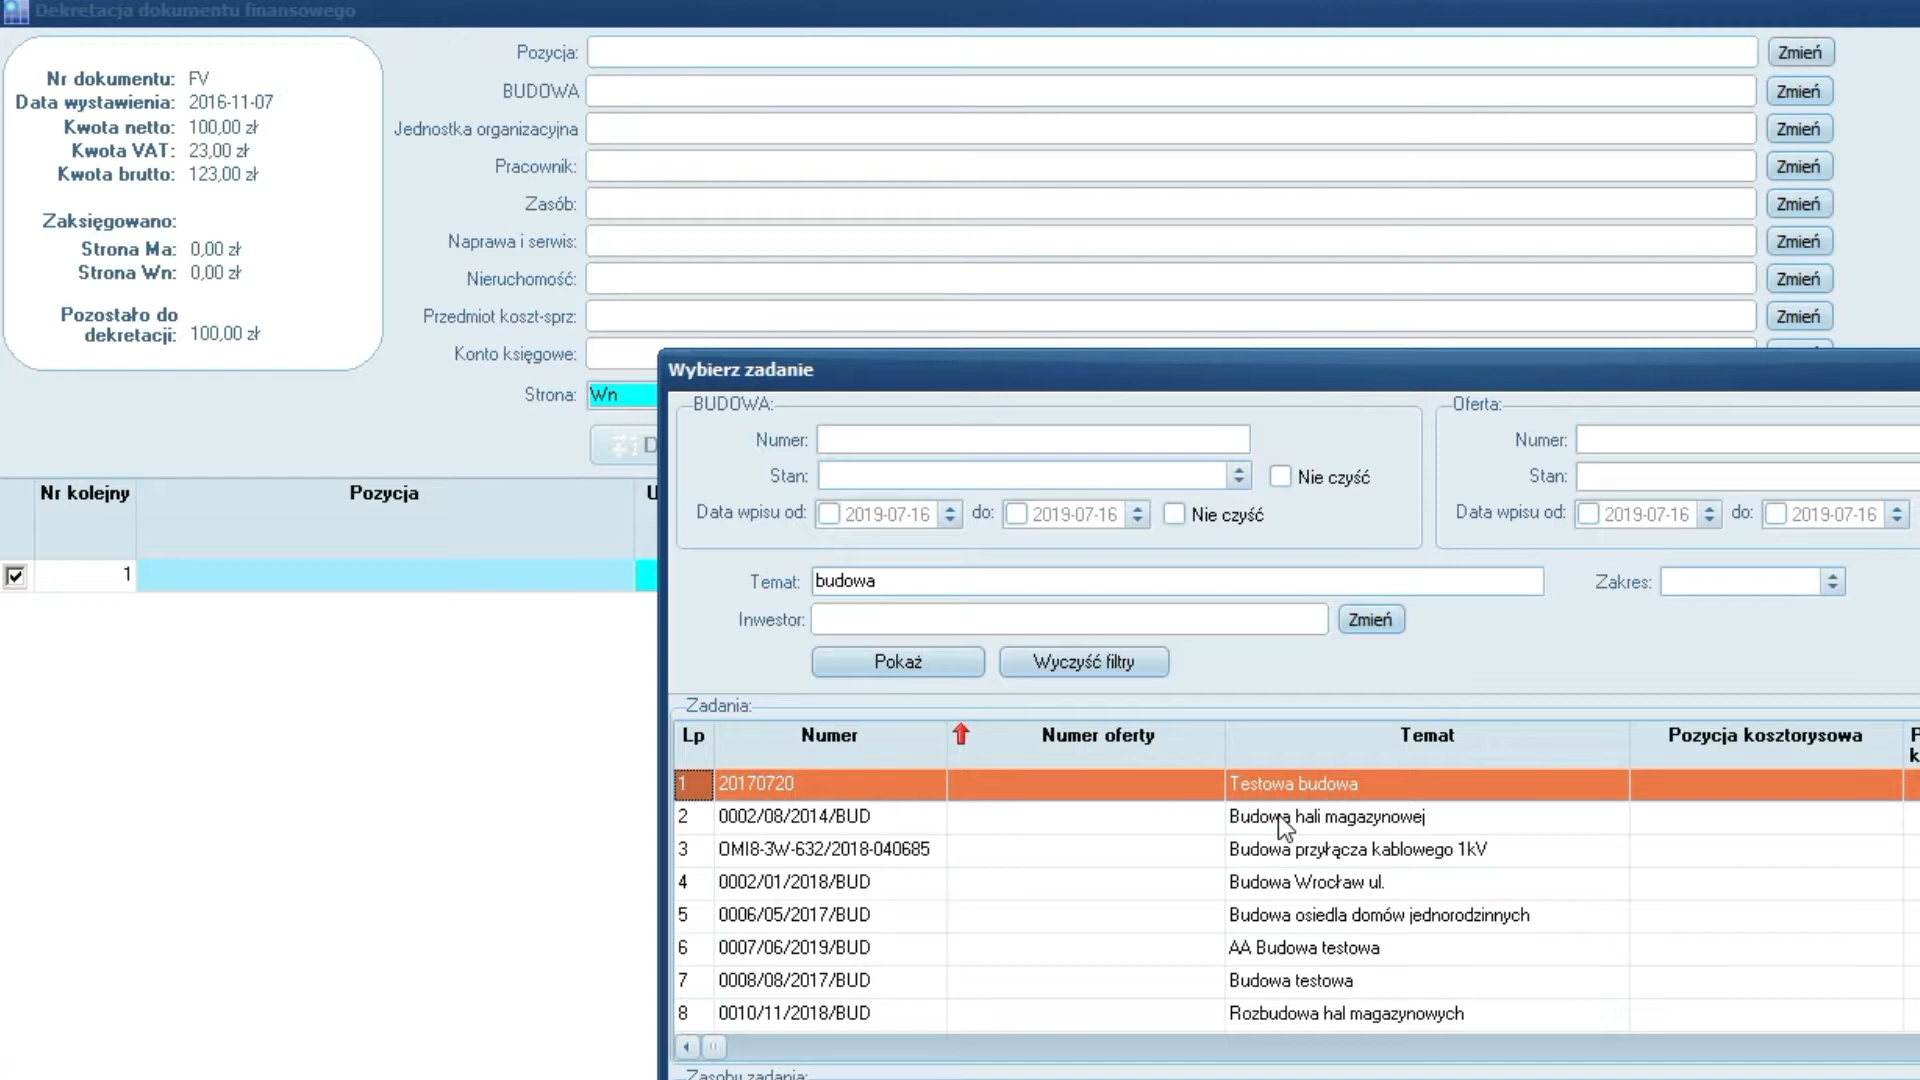 Dekretacja dokumentu finansowego
Nr dokumentu: FV
Data wystawienia: 2016-11-07
Kwota netto: 100,00 zł
Kwota VAT: 23,00 zł
Kwota brutto: 123,00 zł
Zaksięgowano:
Strona Ma: 0,00 zł
Strona Wn: 0,00 zł
Pozostało do
dekretacji: 100,00 zł
Pozycja: Zmień
BUDOWA Zmień
Jednostka organizacyjna Zmień
Pracownik: Zmień
Zasób: Zmień
Naprawa i serwis: Zmień
Nieruchomość: Zmień
Przedmiot koszt-sprz: Zmień
Konto księgowe:
Strona: Wn
D
Nr kolejny Pozycja U
1
Wybierz zadanie
BUDOWA:
Numer:
Stan: Nie czyść
Data wpisu od: 2019-07-16 do: 2019-07-16 Nie czyść
Oferta:
Numer:
Stan:
Data wpisu od: 2019-07-16 do: 2019-07-16
Temat: budowa Zakres:
Inwestor: Zmień
Pokaż Wyczyść filtry
Zadania:
Lp Numer Numer oferty Temat Pozycja kosztorysowa P
k
1 20170720 Testowa budowa
2 0002/08/2014/BUD Budowa hali magazynowej
3 OMI8-3W-632/2018-040685 Budowa przyłącza kablowego 1kV
4 0002/01/2018/BUD Budowa Wrocław ul.
5 0006/05/2017/BUD Budowa osiedla domów jednorodzinnych
6 0007/06/2019/BUD AA Budowa testowa
7 0008/08/2017/BUD Budowa testowa
8 0010/11/2018/BUD Rozbudowa hal magazynowych
Zasoby zadania: